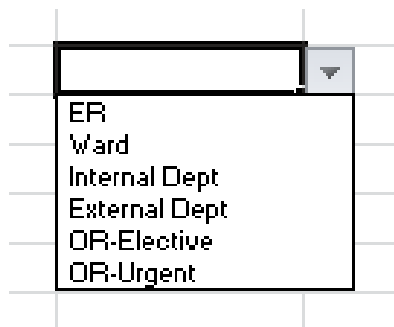 ER
Ward
Internal Dept
External Dept
OR-Elective
OR-Urgent